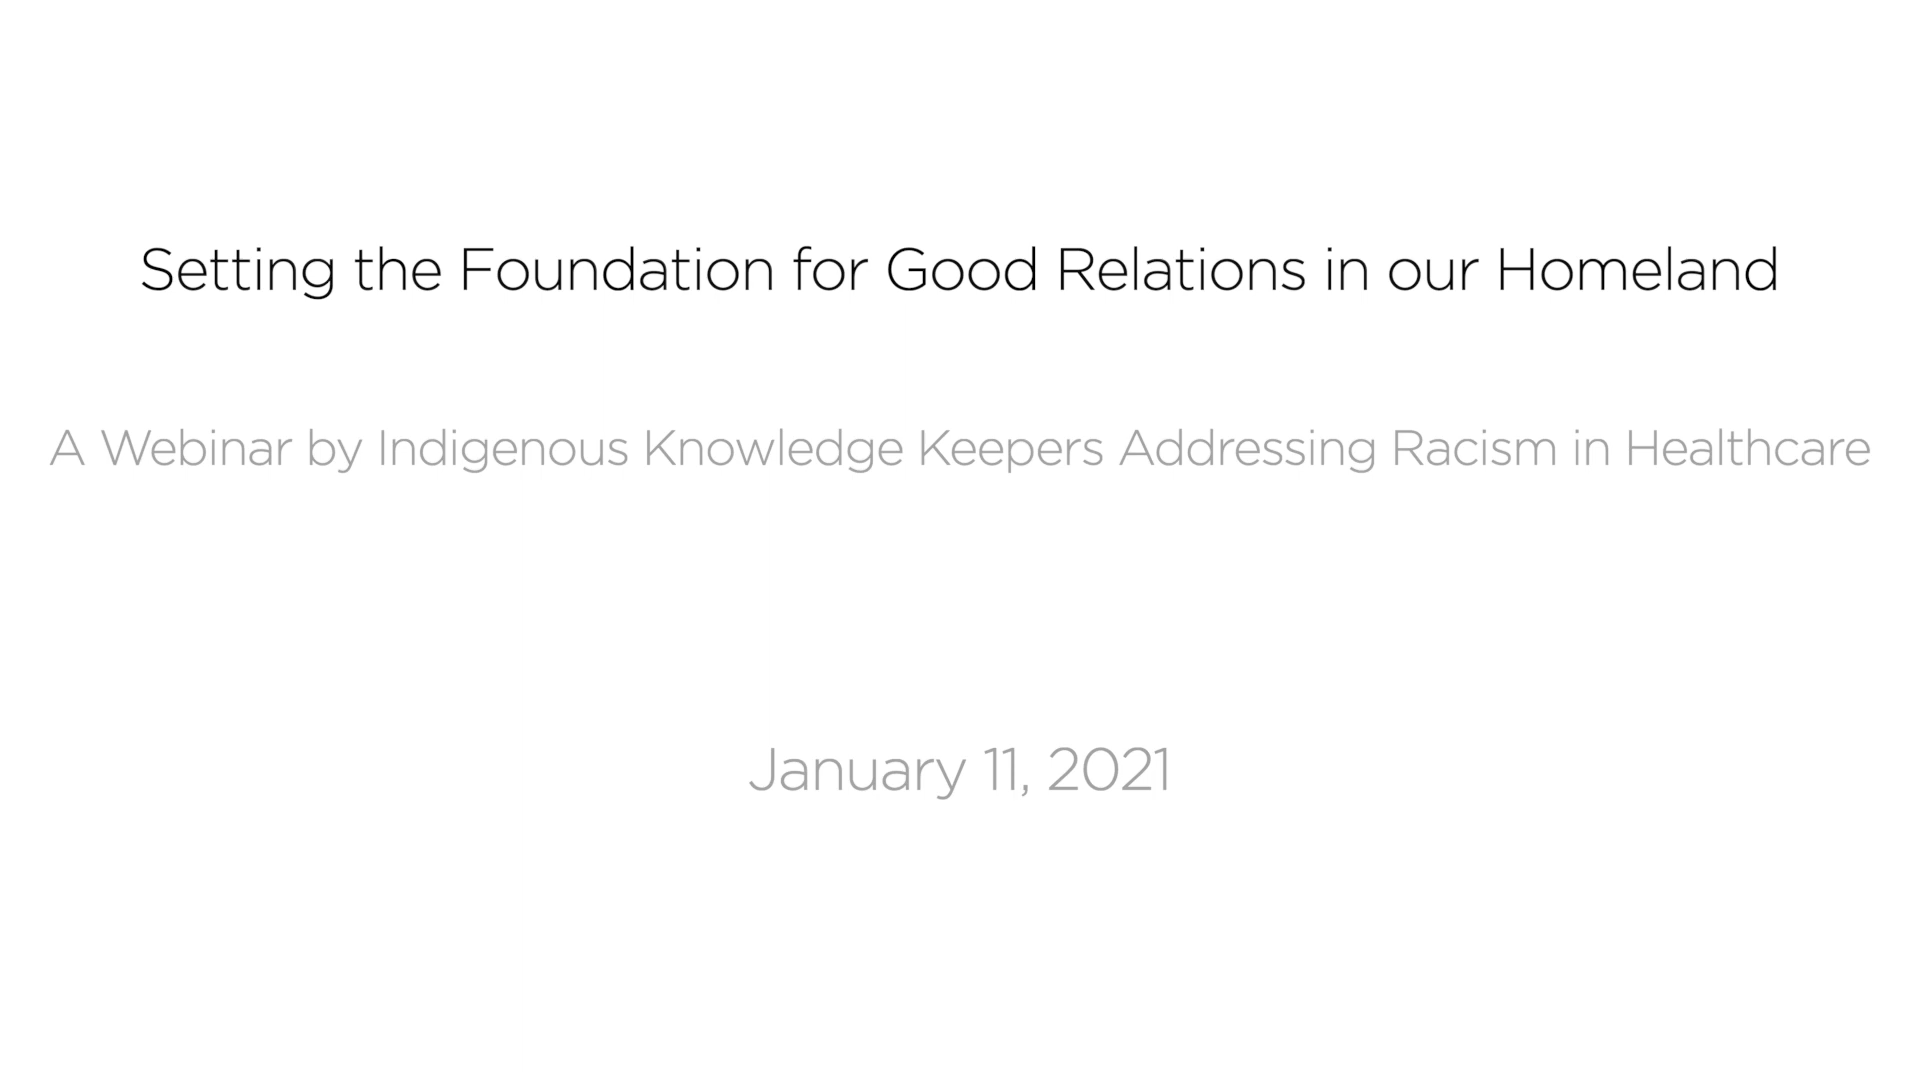 Setting the Foundation for Good Relations in our Homeland
A Webinar by Indigenous Knowledge Keepers Addressing Racism in Healthcare
January 11, 2021